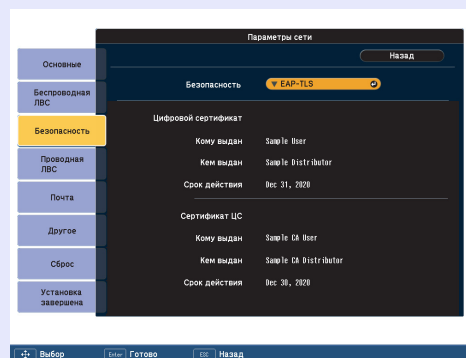 Параметры сети
Назад
Основные
Беспроводная
ЛВС
Безопасность
Проводная
ЛВС
Почта
Другое
Сброс
Установка
завершена
Безопасность EAP-TLS
Цифровой сертификат
Кому выдан Sample User
Кем выдан Sample Distributor
Срок действия Dec 31, 2020
Сертификат ЦС
Кому выдан Sample CA User
Кем выдан Sample CA Distributor
Срок действия Dec 30, 2020
Выбор Enter Готово ESC Назад